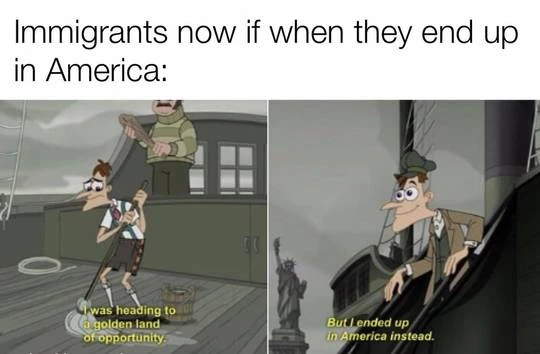 Immigrants now if when they end up
in America:
I was heading to
a golden land
of opportunity.
But I ended up
in America instead.